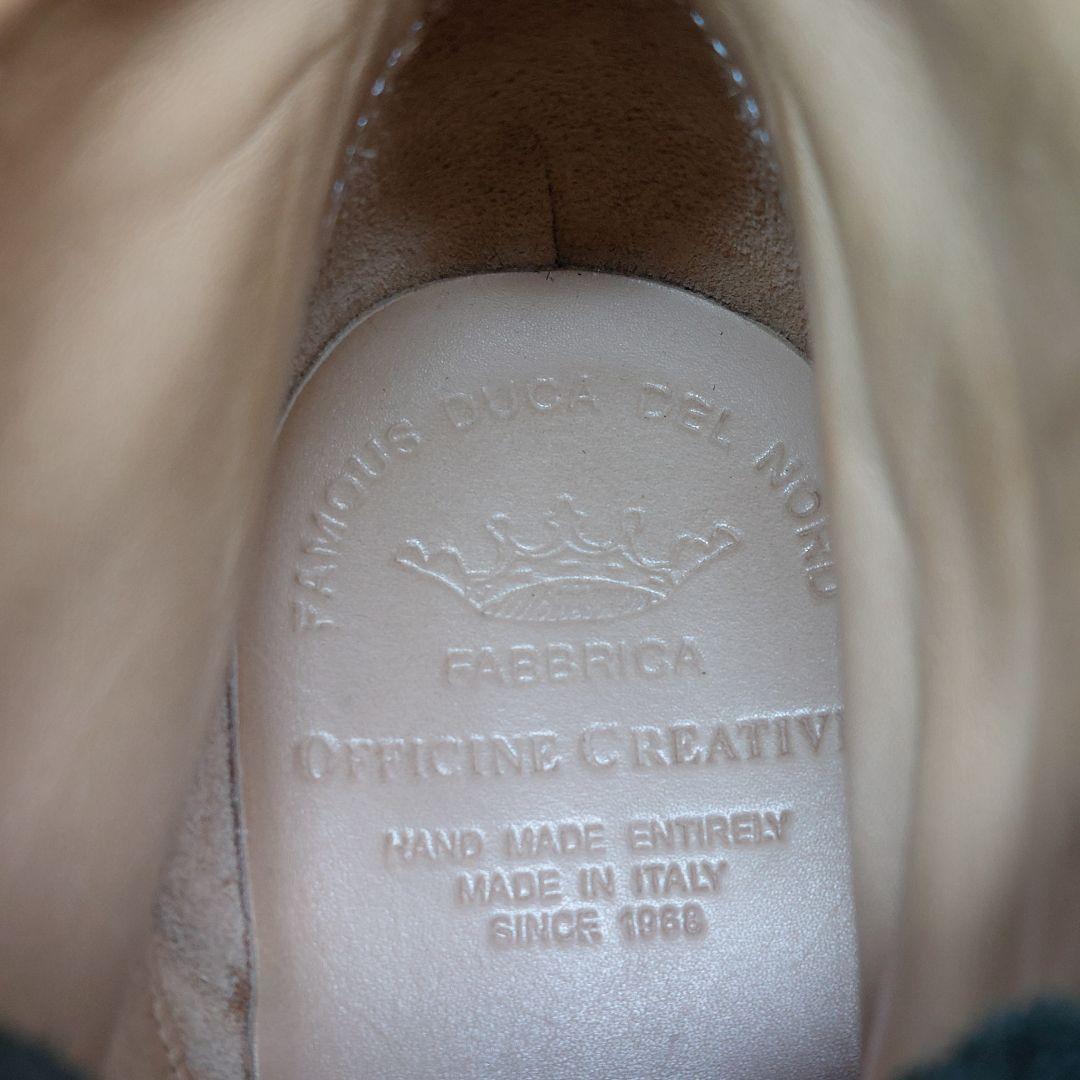 FAMOUS DUCA DEL NORD
FABBRICA
OFFICINE CREATIVE
HAND MADE ENTIRELY
MADE IN ITALY
SINCE 1968